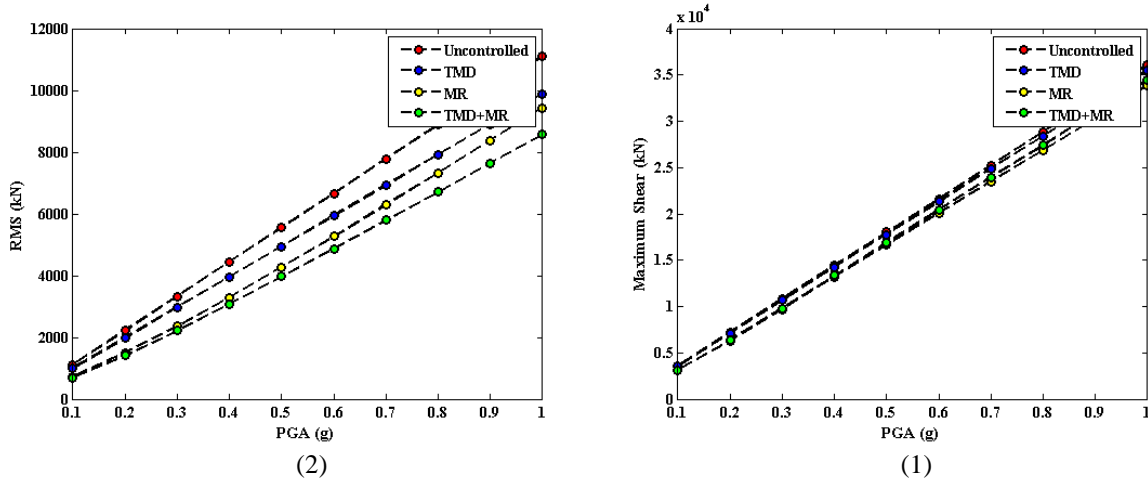 12000
10000
8000
6000
4000
2000
0
RMS (kN)
0.1 0.2 0.3 0.4 0.5 0.6 0.7 0.8 0.9 1
PGA (g)
Uncontrolled
TMD
MR
TMD+MR
(2)
x 10^4
4
3.5
3
2.5
2
1.5
1
0.5
0
Maximum Shear (kN)
0.1 0.2 0.3 0.4 0.5 0.6 0.7 0.8 0.9 1
PGA (g)
Uncontrolled
TMD
MR
TMD+MR
(1)